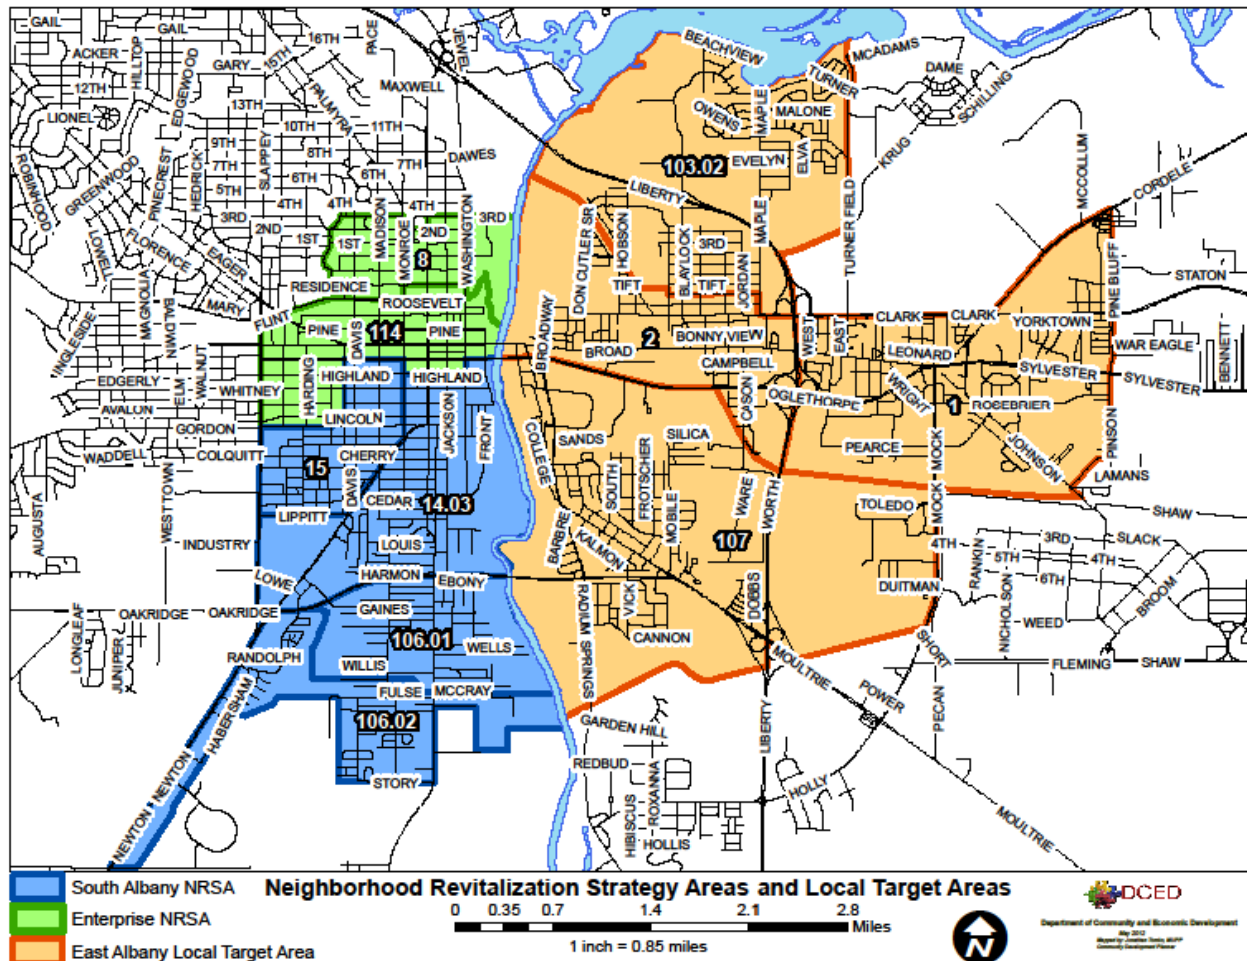 GAIL
GAIL
16TH
PACE
JEWEL
BEACHVIEW
MCADAMS
ACKER
HILLTOP
EDGEWOOD
GARY
15TH
TURNER
DAME
12TH
PALMYRA
MAXWELL
MAPLE
SCHILLING
LIONEL
13TH
OWENS
MALONE
10TH
11TH
9TH
SLAPPEY
8TH
KRUG
ROBINHOOD
GREENWOOD
PINECREST
HEDRICK
7TH
7TH
DAWES
103.02
EVELYN
ELVA
MCCOLLUM
5TH
6TH
6TH
LIBERTY
CORDELE
4TH
4TH
4TH
WASHINGTON
DON CUTLER SR
HOBSON
BLAYLOCK
MAPLE
TURNER FIELD
3RD
2ND
MADISON
MONROE
2ND
3RD
LOWELL
FLORENCE
EAGER
1ST
1ST
8
3RD
JORDAN
PINE BLUFF
STATON
MAGNOLIA
BALDWIN
MARY
RESIDENCE
TIFT
TIFT
ROOSEVELT
FLINT
BROADWAY
CLARK
CLARK
YORKTOWN
INGLESIDE
PINE
DAVIS
114
PINE
2
BONNY VIEW
WEST
EAST
WAR EAGLE
BENNETT
BROAD
LEONARD
WALNUT
ELM
HIGHLAND
HIGHLAND
CAMPBELL
SYLVESTER
SYLVESTER
EDGERLY
WHITNEY
HARDING
OGLETHORPE
WRIGHT
CASON
1
ROSEBRIER
AVALON
LINCOLN
JACKSON
FRONT
COLLEGE
GORDON
SANDS
SILICA
PEARCE
MOCK
JOHNSON
PINSON
WADDELL
COLQUITT
CHERRY
SOUTH
FROTSCHER
LAMANS
15
DAVIS
CEDAR
14.03
MOBILE
WARE
WORTH
TOLEDO
MOCK
SHAW
AUGUSTA
WESTTOWN
LIPPITT
BARBRE
KALMON
107
4TH
RANKIN
3RD
SLACK
INDUSTRY
LOUIS
5TH
4TH
LOWE
HARMON
EBONY
6TH
BROOM
DUITMAN
LONGLEAF
JUNIPER
OAKRIDGE
OAKRIDGE
GAINES
RADIUM SPRINGS
VICK
DOBBS
NICHOLSON
WEED
106.01
CANNON
RANDOLPH
WELLS
SHORT
WILLIS
MOULTRIE
FLEMING
SHAW
HABERSHAM
FULSE
MCCRAY
POWER
PECAN
106.02
GARDEN HILL
LIBERTY
NEWTON
REDBUD
ROXANNA
STORY
HOLLY
NEWTON
HIBISCUS
HOLLIS
MOULTRIE
South Albany NRSA
Enterprise NRSA
East Albany Local Target Area
Neighborhood Revitalization Strategy Areas and Local Target Areas
0 0.35 0.7 1.4 2.1 2.8
Miles
1 inch = 0.85 miles
N
DCED
Department of Community and Economic Development
May 2012
Mapped by: Jonathan Tonkin, MUPP
Community Development Planner